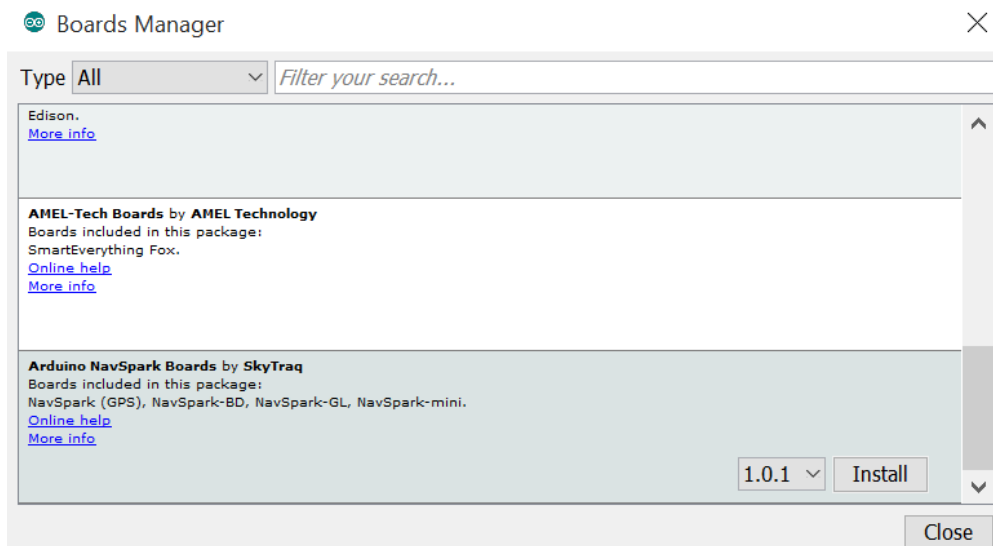 Boards Manager
Type All Filter your search...
Edison.
More info
AMEL-Tech Boards by AMEL Technology
Boards included in this package:
SmartEverything Fox.
Online help
More info
Arduino NavSpark Boards by SkyTraq
Boards included in this package:
NavSpark (GPS), NavSpark-BD, NavSpark-GL, NavSpark-mini.
Online help
More info
1.0.1 Install
Close